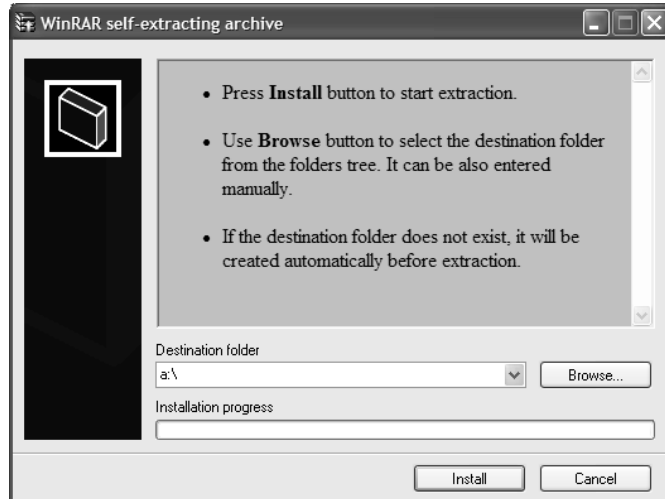 WinRAR self-extracting archive
• Press Install button to start extraction.
• Use Browse button to select the destination folder
from the folders tree. It can be also entered
manually.
• If the destination folder does not exist, it will be
created automatically before extraction.
Destination folder
a:\
Browse...
Installation progress
Install
Cancel